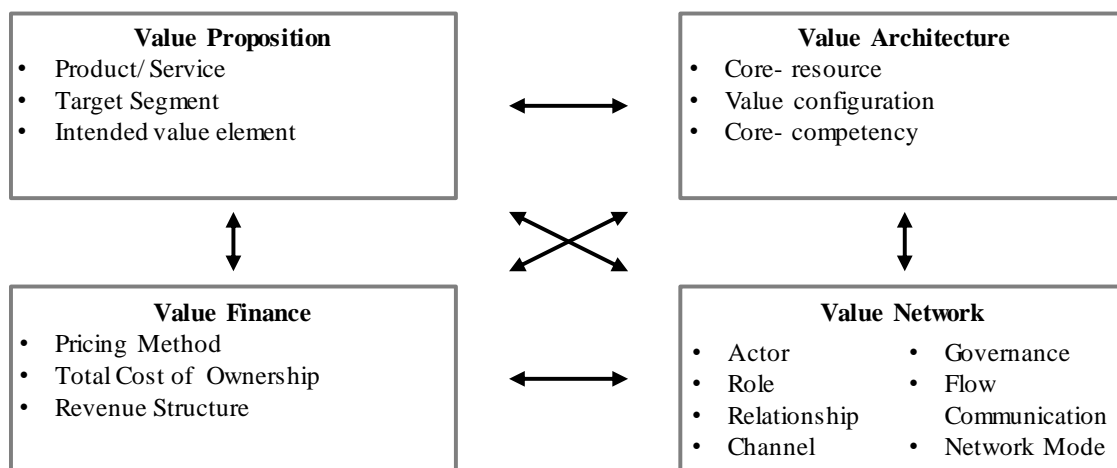 Value Proposition
• Product/ Service
• Target Segment
• Intended value element
Value Architecture
• Core- resource
• Value configuration
• Core- competency
Value Finance
• Pricing Method
• Total Cost of Ownership
• Revenue Structure
Value Network
• Actor
• Role
• Relationship
• Channel
• Governance
• Flow
Communication
• Network Mode